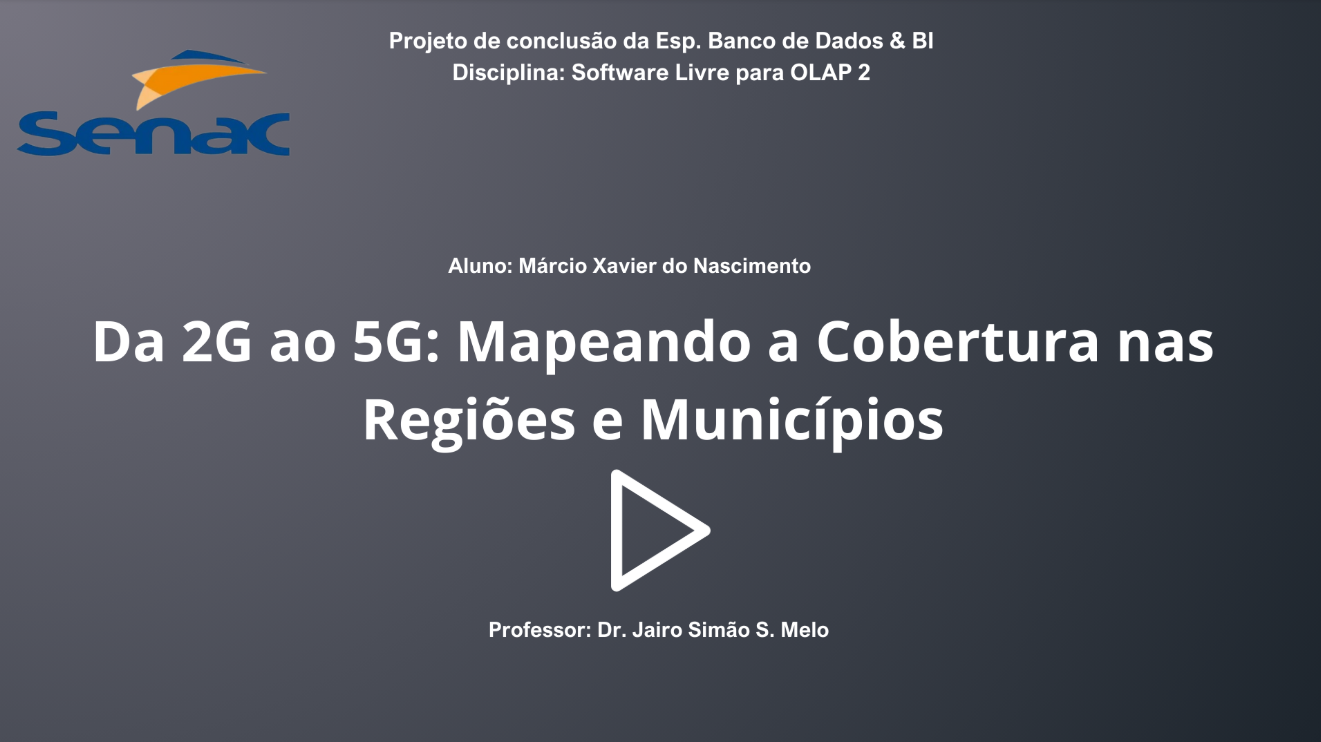 Projeto de conclusão da Esp. Banco de Dados & BI
Disciplina: Software Livre para OLAP 2
senac
Aluno: Márcio Xavier do Nascimento
Da 2G ao 5G: Mapeando a Cobertura nas
Regiões e Municípios
Professor: Dr. Jairo Simão S. Melo